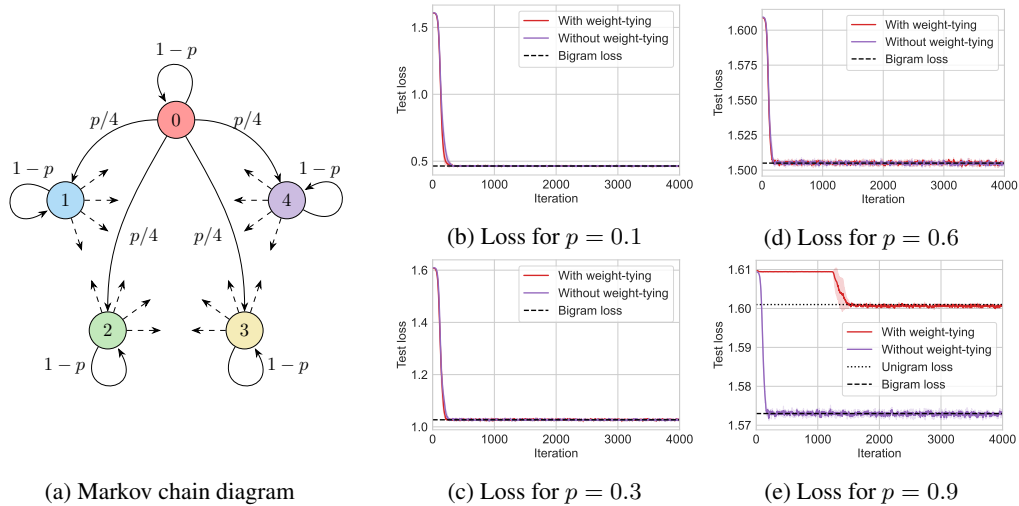 1 − p
0
p/4
p/4
1 − p
1
1 − p
4
p/4
p/4
2
3
1 − p
1 − p
(a) Markov chain diagram
With weight-tying
Without weight-tying
Bigram loss
Test loss
1.5
1.0
0.5
0 1000 2000 3000 4000
Iteration
(b) Loss for p = 0.1
With weight-tying
Without weight-tying
Bigram loss
Test loss
1.6
1.4
1.2
1.0
0 1000 2000 3000 4000
Iteration
(c) Loss for p = 0.3
With weight-tying
Without weight-tying
Bigram loss
Test loss
1.600
1.575
1.550
1.525
1.500
0 1000 2000 3000 4000
Iteration
(d) Loss for p = 0.6
With weight-tying
Without weight-tying
Unigram loss
Bigram loss
Test loss
1.61
1.60
1.59
1.58
1.57
0 1000 2000 3000 4000
Iteration
(e) Loss for p = 0.9